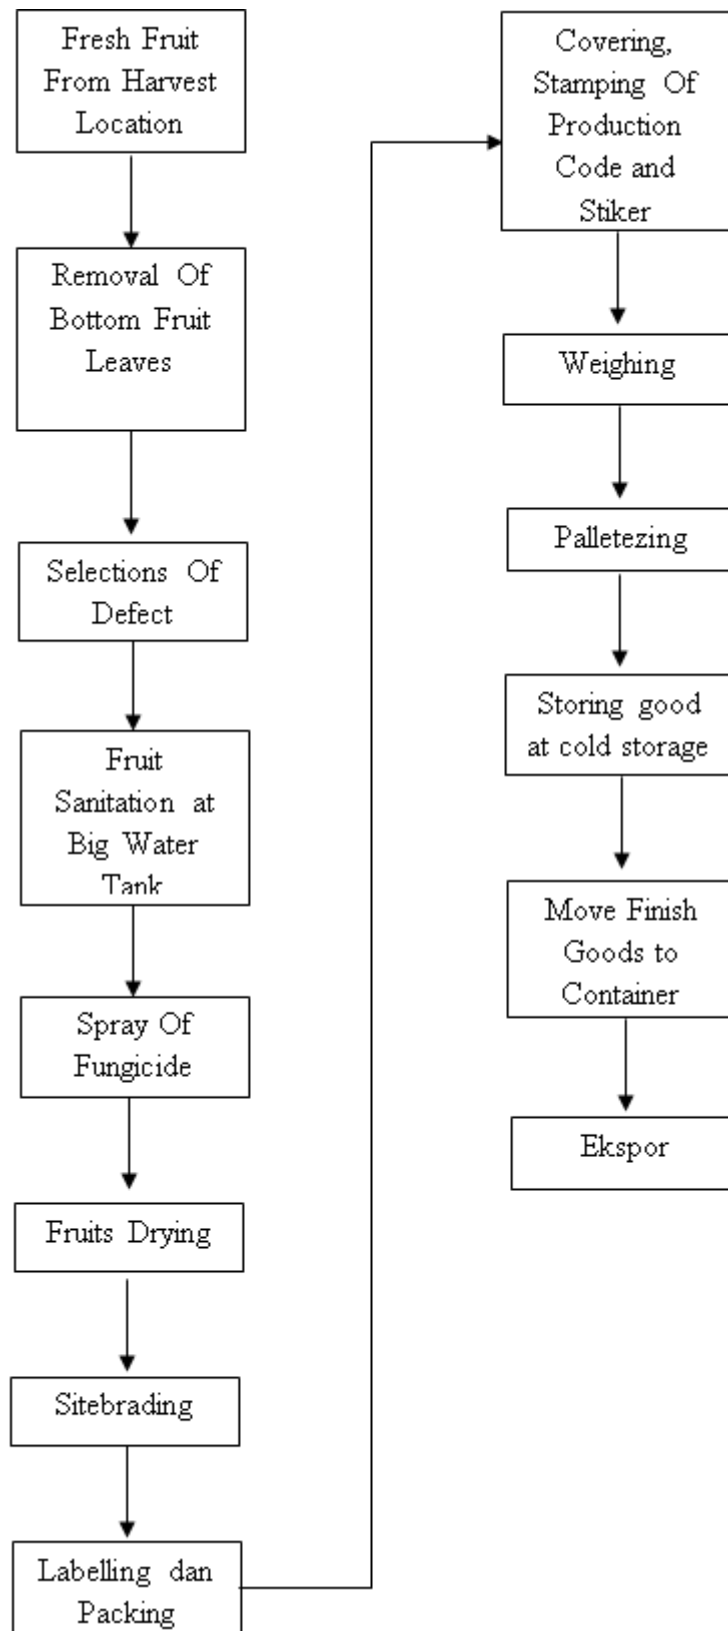 Fresh Fruit
From Harvest
Location
Removal Of
Bottom Fruit
Leaves
Selections Of
Defect
Fruit
Sanitation at
Big Water
Tank
Spray Of
Fungicide
Fruits Drying
Sitebrading
Labelling dan
Packing
Covering,
Stamping Of
Production
Code and
Stiker
Weighing
Palletezing
Storing good
at cold storage
Move Finish
Goods to
Container
Ekspor